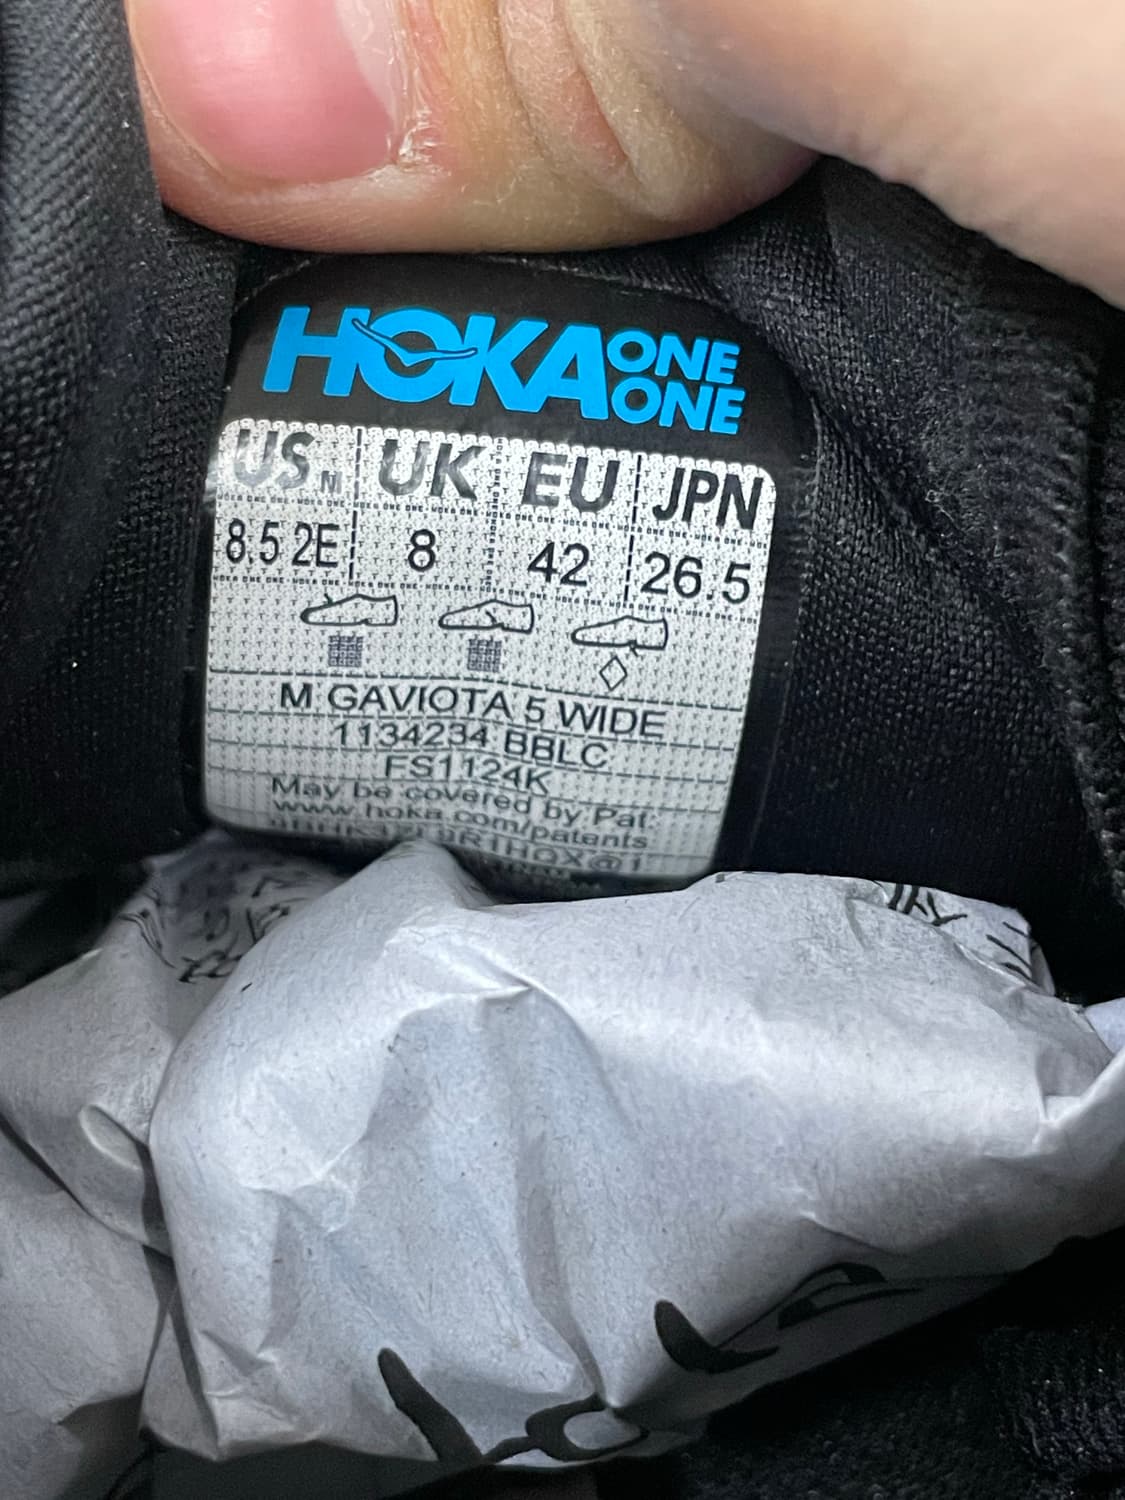 HOKA ONE ONE
US M UK EU JPN
8.5 2E 8 42 26.5
M GAVIOTA 5 WIDE
1134234 BBLC
FS1124K
May be covered by Pat:
www.hoka.com/patents